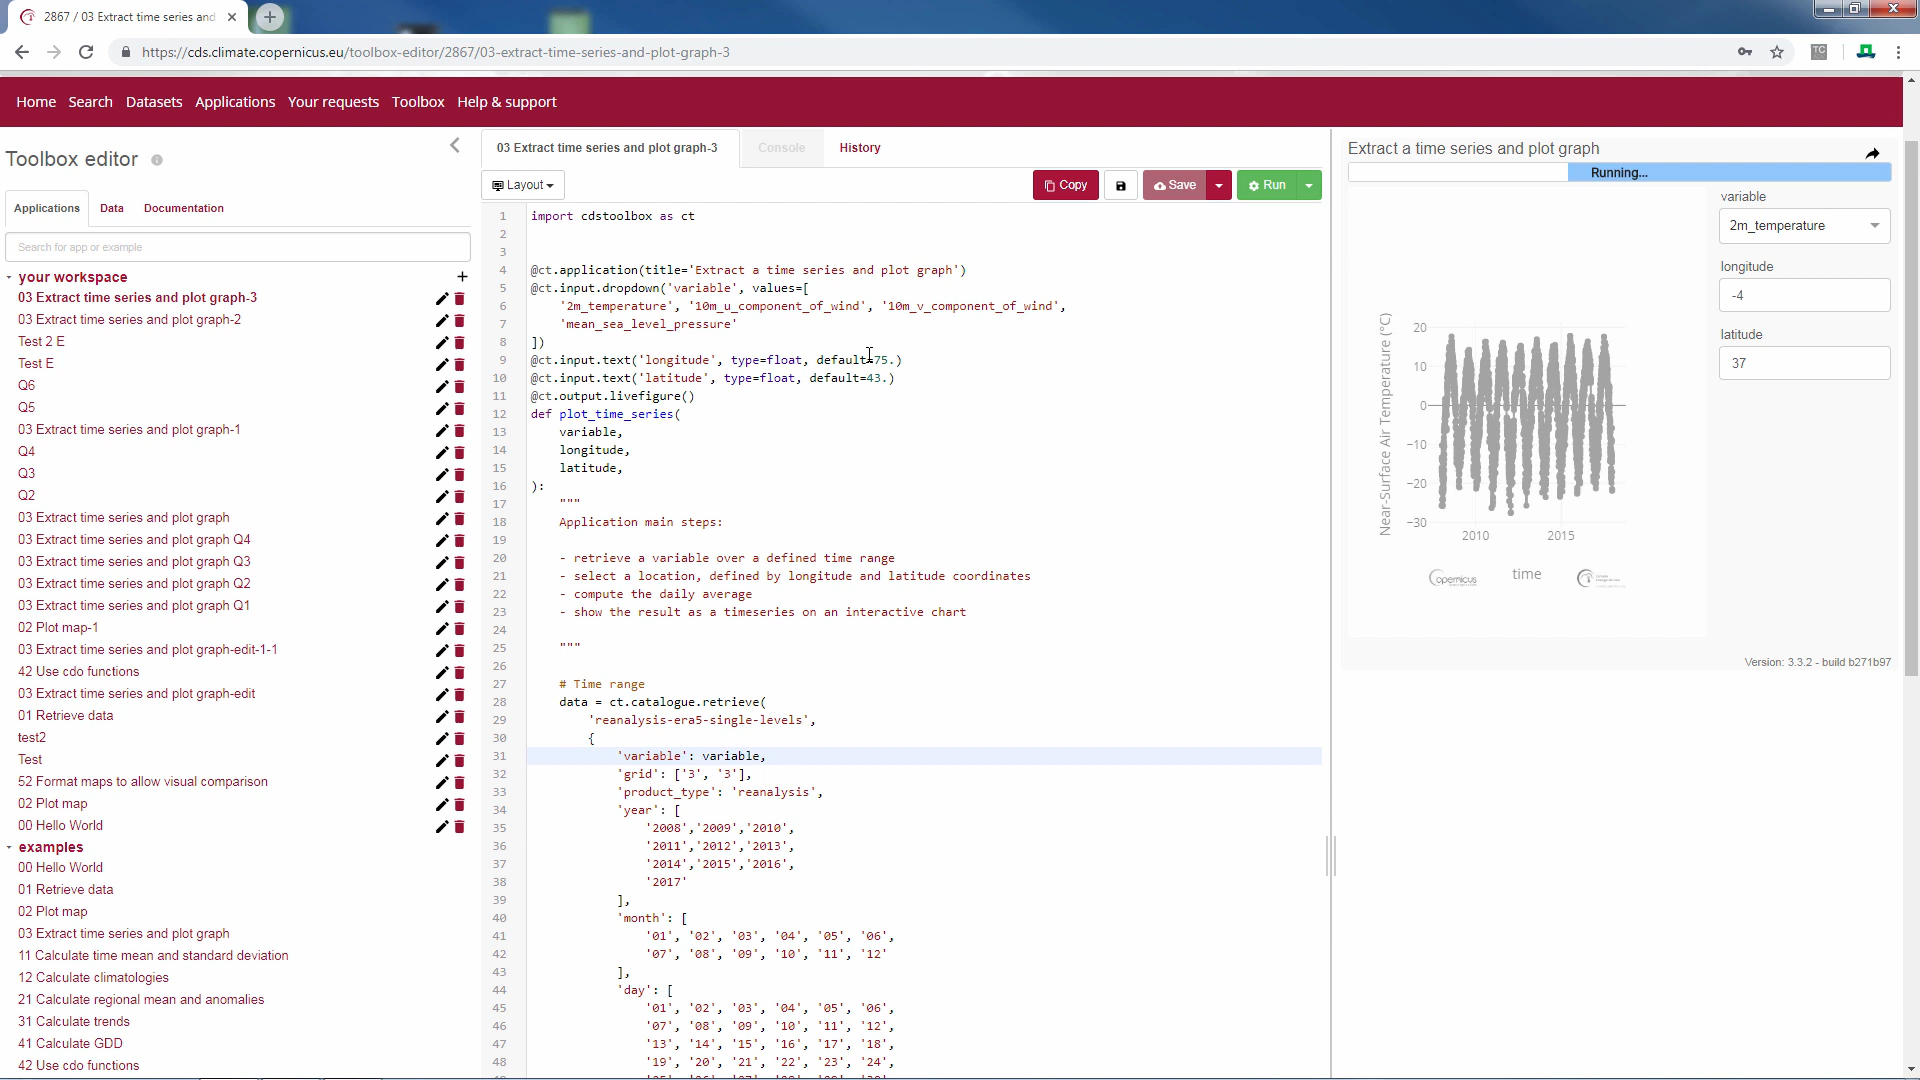 2867 / 03 Extract time series and
https://cds.climate.copernicus.eu/toolbox-editor/2867/03-extract-time-series-and-plot-graph-3
TC
Home Search Datasets Applications Your requests Toolbox Help & support
Toolbox editor
Applications Data Documentation
Search for app or example
your workspace
03 Extract time series and plot graph-3
03 Extract time series and plot graph-2
Test 2 E
Test E
Q6
Q5
03 Extract time series and plot graph-1
Q4
Q3
Q2
03 Extract time series and plot graph
03 Extract time series and plot graph Q4
03 Extract time series and plot graph Q3
03 Extract time series and plot graph Q2
03 Extract time series and plot graph Q1
02 Plot map-1
03 Extract time series and plot graph-edit-1-1
42 Use cdo functions
03 Extract time series and plot graph-edit
01 Retrieve data
test2
Test
52 Format maps to allow visual comparison
02 Plot map
00 Hello World
examples
00 Hello World
01 Retrieve data
02 Plot map
03 Extract time series and plot graph
11 Calculate time mean and standard deviation
12 Calculate climatologies
21 Calculate regional mean and anomalies
31 Calculate trends
41 Calculate GDD
42 Use cdo functions
03 Extract time series and plot graph-3 Console History
Layout Copy Save Run
1 import cdstoolbox as ct
2
3
4 @ct.application(title='Extract a time series and plot graph')
5 @ct.input.dropdown('variable', values=[
6 '2m_temperature', '10m_u_component_of_wind', '10m_v_component_of_wind',
7 'mean_sea_level_pressure'
8 ])
9 @ct.input.text('longitude', type=float, default=75.)
10 @ct.input.text('latitude', type=float, default=43.)
11 @ct.output.livefigure()
12 def plot_time_series(
13 variable,
14 longitude,
15 latitude,
16 ):
17 """
18 Application main steps:
19
20 - retrieve a variable over a defined time range
21 - select a location, defined by longitude and latitude coordinates
22 - compute the daily average
23 - show the result as a timeseries on an interactive chart
24
25 """
26
27 # Time range
28 data = ct.catalogue.retrieve(
29 'reanalysis-era5-single-levels',
30 {
31 'variable': variable,
32 'grid': ['3', '3'],
33 'product_type': 'reanalysis',
34 'year': [
35 '2008','2009','2010',
36 '2011','2012','2013',
37 '2014','2015','2016',
38 '2017'
39 ],
40 'month': [
41 '01', '02', '03', '04', '05', '06',
42 '07', '08', '09', '10', '11', '12'
43 ],
44 'day': [
45 '01', '02', '03', '04', '05', '06',
46 '07', '08', '09', '10', '11', '12',
47 '13', '14', '15', '16', '17', '18',
48 '19', '20', '21', '22', '23', '24',
Extract a time series and plot graph
Running...
variable
2m_temperature
longitude
-4
latitude
37
Near-Surface Air Temperature (°C)
20
10
0
−10
−20
−30
2010 2015
time
Copernicus
Version: 3.3.2 - build b271b97